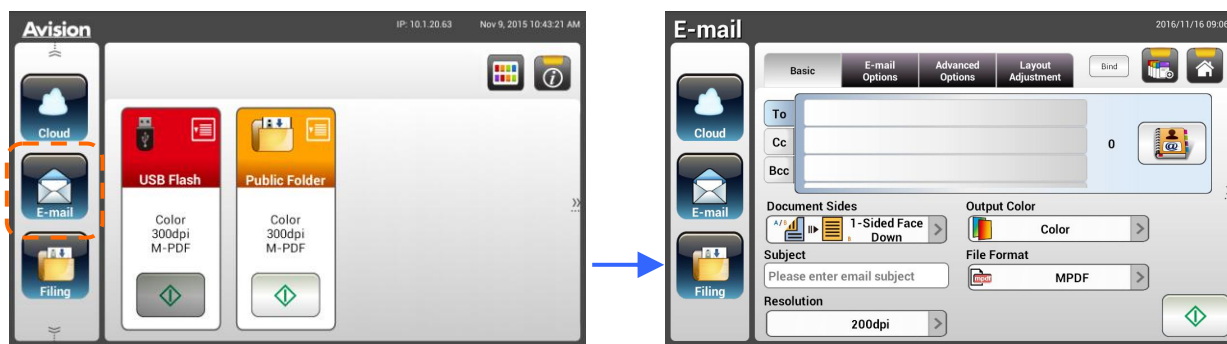 Avision
IP: 10.1.20.63 Nov 9, 2015 10:43:21 AM
Cloud
E-mail
Filing
USB Flash
Color
300dpi
M-PDF
Public Folder
Color
300dpi
M-PDF
E-mail
2016/11/16 09:06
Cloud
E-mail
Filing
Basic
E-mail
Options
Advanced
Options
Layout
Adjustment
Bind
To
Cc
Bcc
0
Document Sides
1-Sided Face
Down
Output Color
Color
Subject
Please enter email subject
File Format
MPDF
Resolution
200dpi